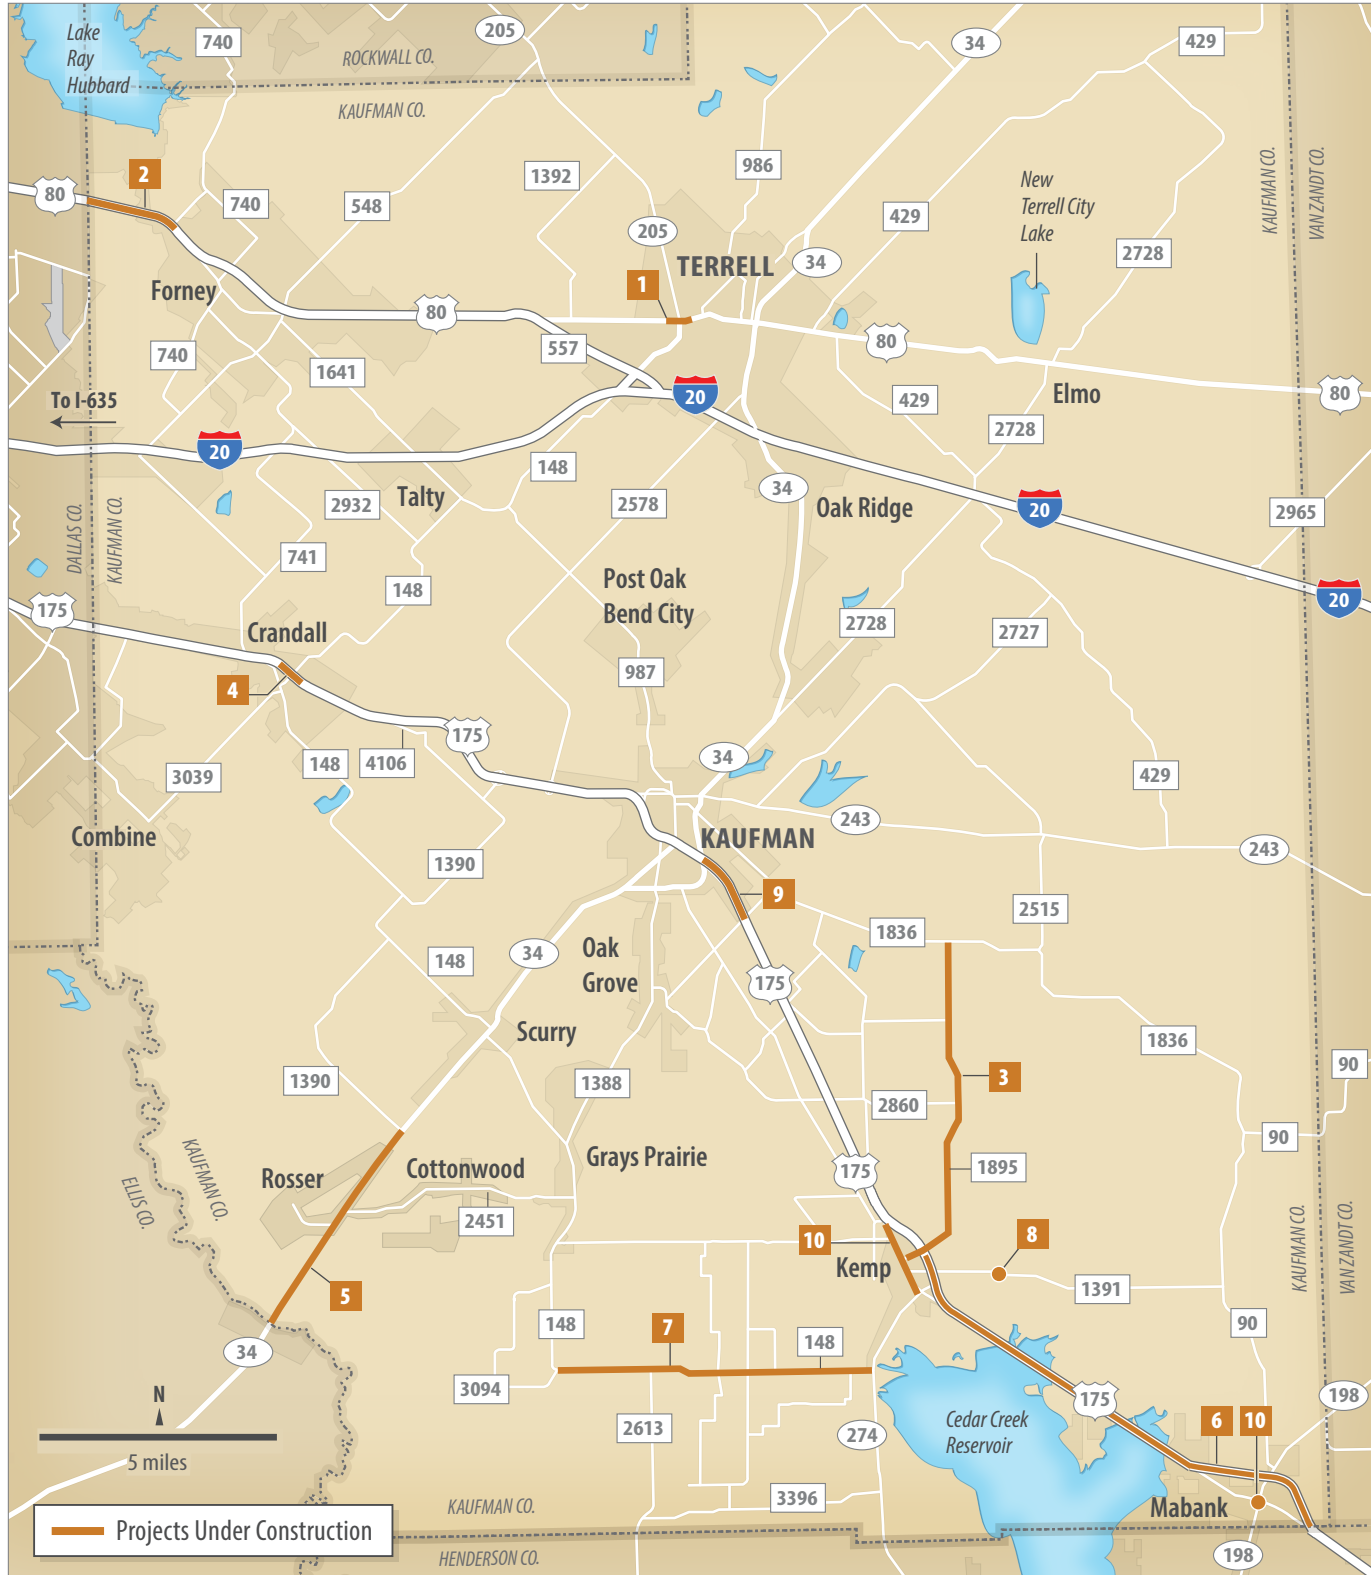 Lake
Ray
Hubbard
740
205
ROCKWALL CO.
KAUFMAN CO.
34
429
2
80
740
548
1392
986
205
TERRELL
34
429
New
Terrell City
Lake
2728
KAUFMAN CO.
VAN ZANDT CO.
1
Forney
80
557
80
740
1641
To I-635
20
20
429
2728
Elmo
80
148
2932
Talty
2578
34
Oak Ridge
20
2965
DALLAS CO.
KAUFMAN CO.
741
148
Post Oak
Bend City
2728
2727
20
175
Crandall
987
4
3039
148
4106
175
34
429
Combine
1390
KAUFMAN
243
243
9
2515
1836
148
34
Oak
Grove
175
Scurry
1836
1390
1388
3
90
2860
90
KAUFMAN CO.
ELLIS CO.
Rosser
Cottonwood
Grays Prairie
175
1895
2451
10
8
Kemp
KAUFMAN CO.
VAN ZANDT CO.
5
1391
34
148
7
148
90
3094
N
5 miles
2613
274
Cedar Creek
Reservoir
175
6
10
198
3396
Mabank
KAUFMAN CO.
HENDERSON CO.
198
Projects Under Construction